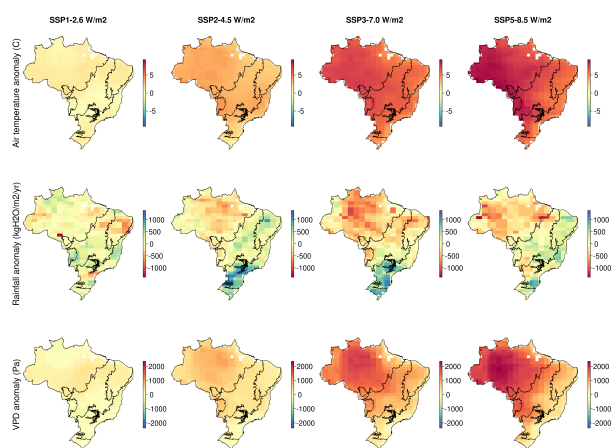 SSP1-2.6 W/m2 SSP2-4.5 W/m2 SSP3-7.0 W/m2 SSP5-8.5 W/m2
Air temperature anomaly (C)
5 5 5 5
0 0 0 0
-5 -5 -5 -5
Rainfall anomaly (kgH2O/m2/yr)
1000 1000 1000 1000
500 500 500 500
0 0 0 0
-500 -500 -500 -500
-1000 -1000 -1000 -1000
VPD anomaly (Pa)
2000 2000 2000 2000
1000 1000 1000 1000
0 0 0 0
-1000 -1000 -1000 -1000
-2000 -2000 -2000 -2000